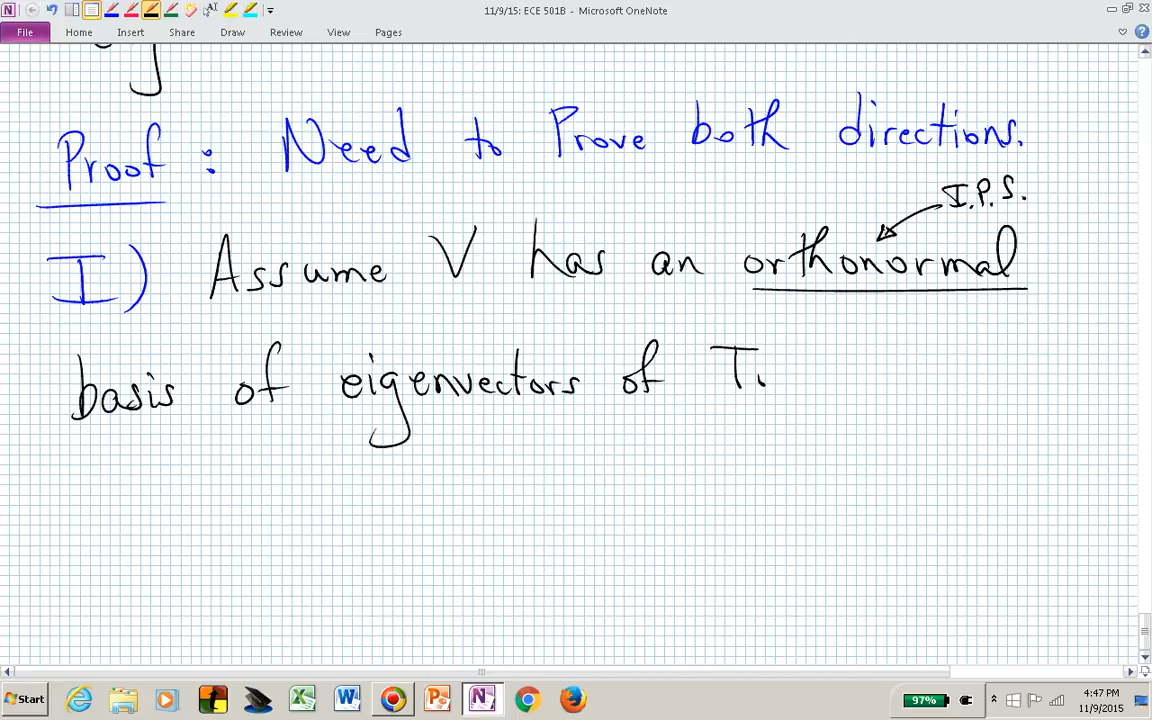 11/9/15: ECE 501B - Microsoft OneNote
File Home Insert Share Draw Review View Pages
Proof: Need to Prove both directions.
I.P.S.
I) Assume V has an orthonormal
basis of eigenvectors of T.
Start
97%
4:47 PM
11/9/2015